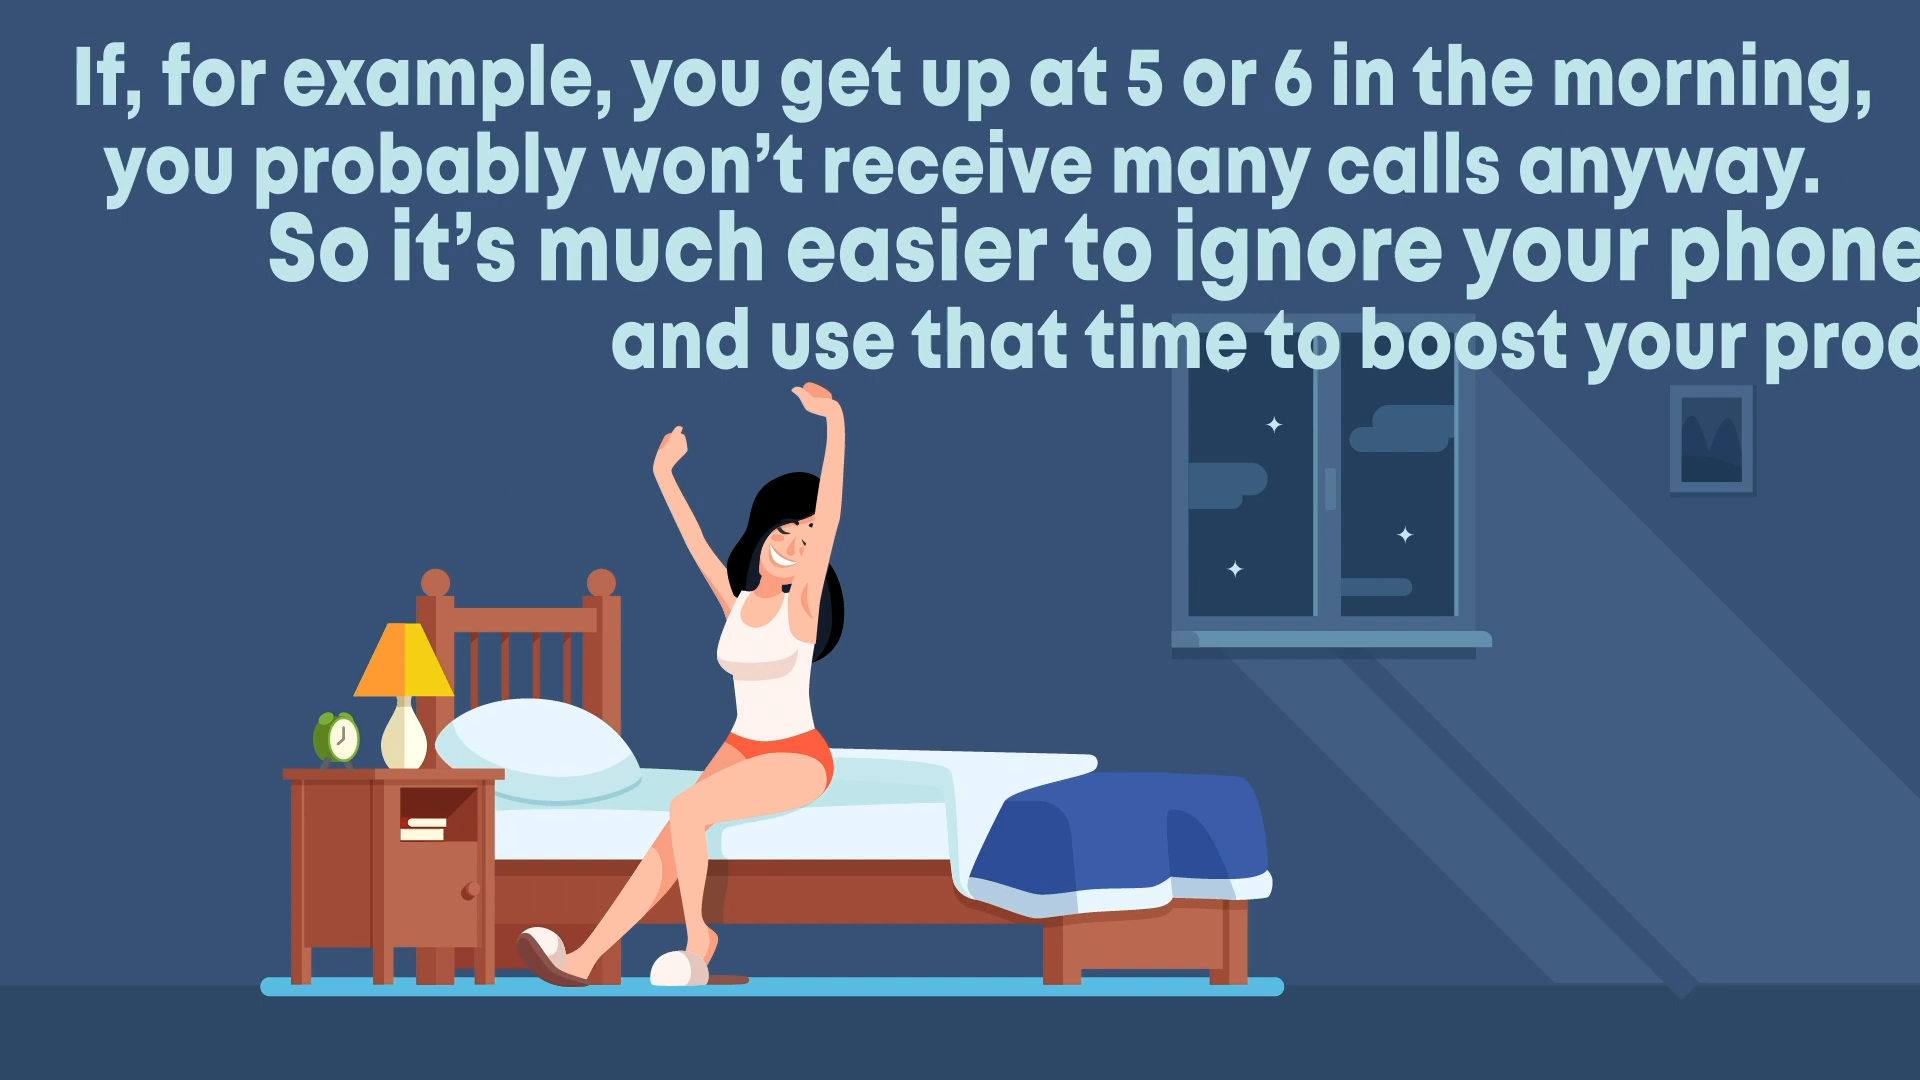 If, for example, you get up at 5 or 6 in the morning,
you probably won’t receive many calls anyway.
So it’s much easier to ignore your phone
and use that time to boost your prod